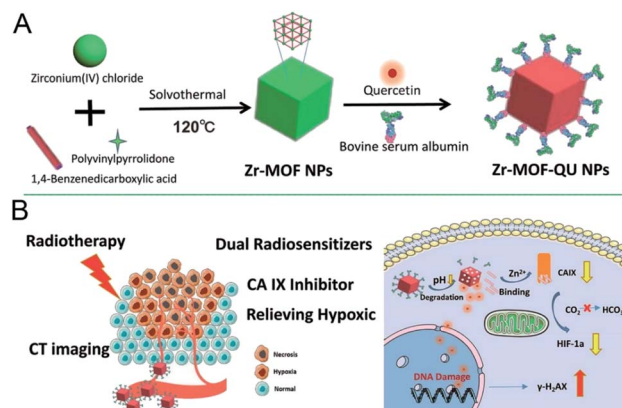 A
Zirconium(IV) chloride
Polyvinylpyrrolidone
1,4-Benzenedicarboxylic acid
Solvothermal
120℃
Zr-MOF NPs
Quercetin
Bovine serum albumin
Zr-MOF-QU NPs
B
Radiotherapy
CT imaging
Dual Radiosensitizers
CA IX Inhibitor
Relieving Hypoxic
Necrosis
Hypoxia
Normal
pH
Degradation
Zn²⁺
Binding
CAIX
CO₂
HCO₃
HIF-1a
DNA Damage
γ-H₂AX